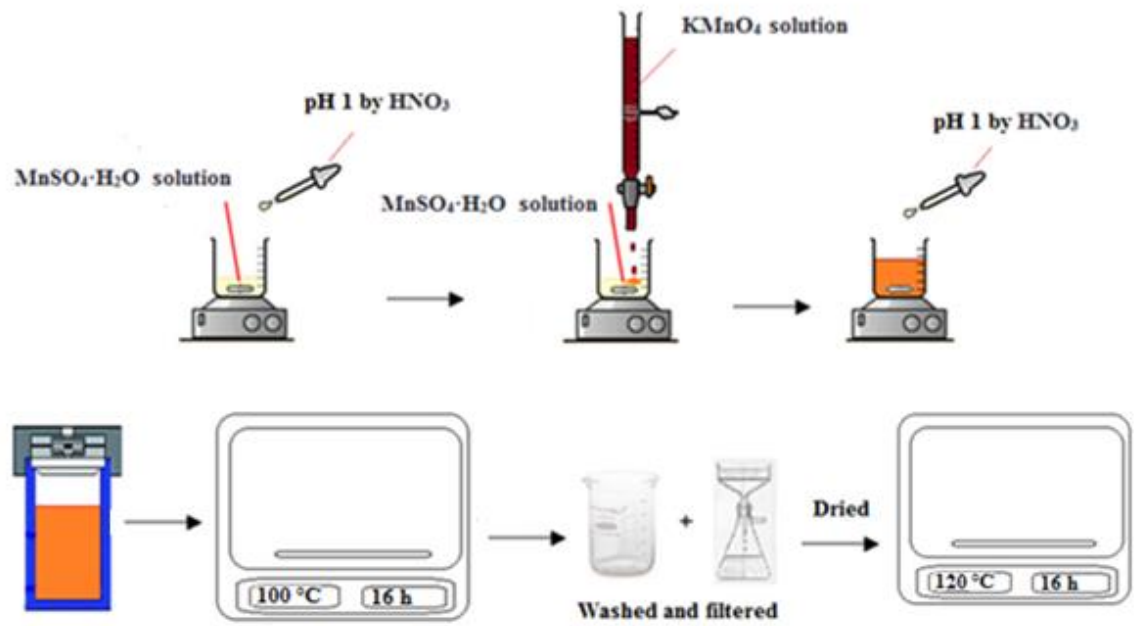 KMnO₄ solution
pH 1 by HNO₃
MnSO₄·H₂O solution
MnSO₄·H₂O solution
pH 1 by HNO₃
100 °C 16 h
Washed and filtered
Dried
120 °C 16 h